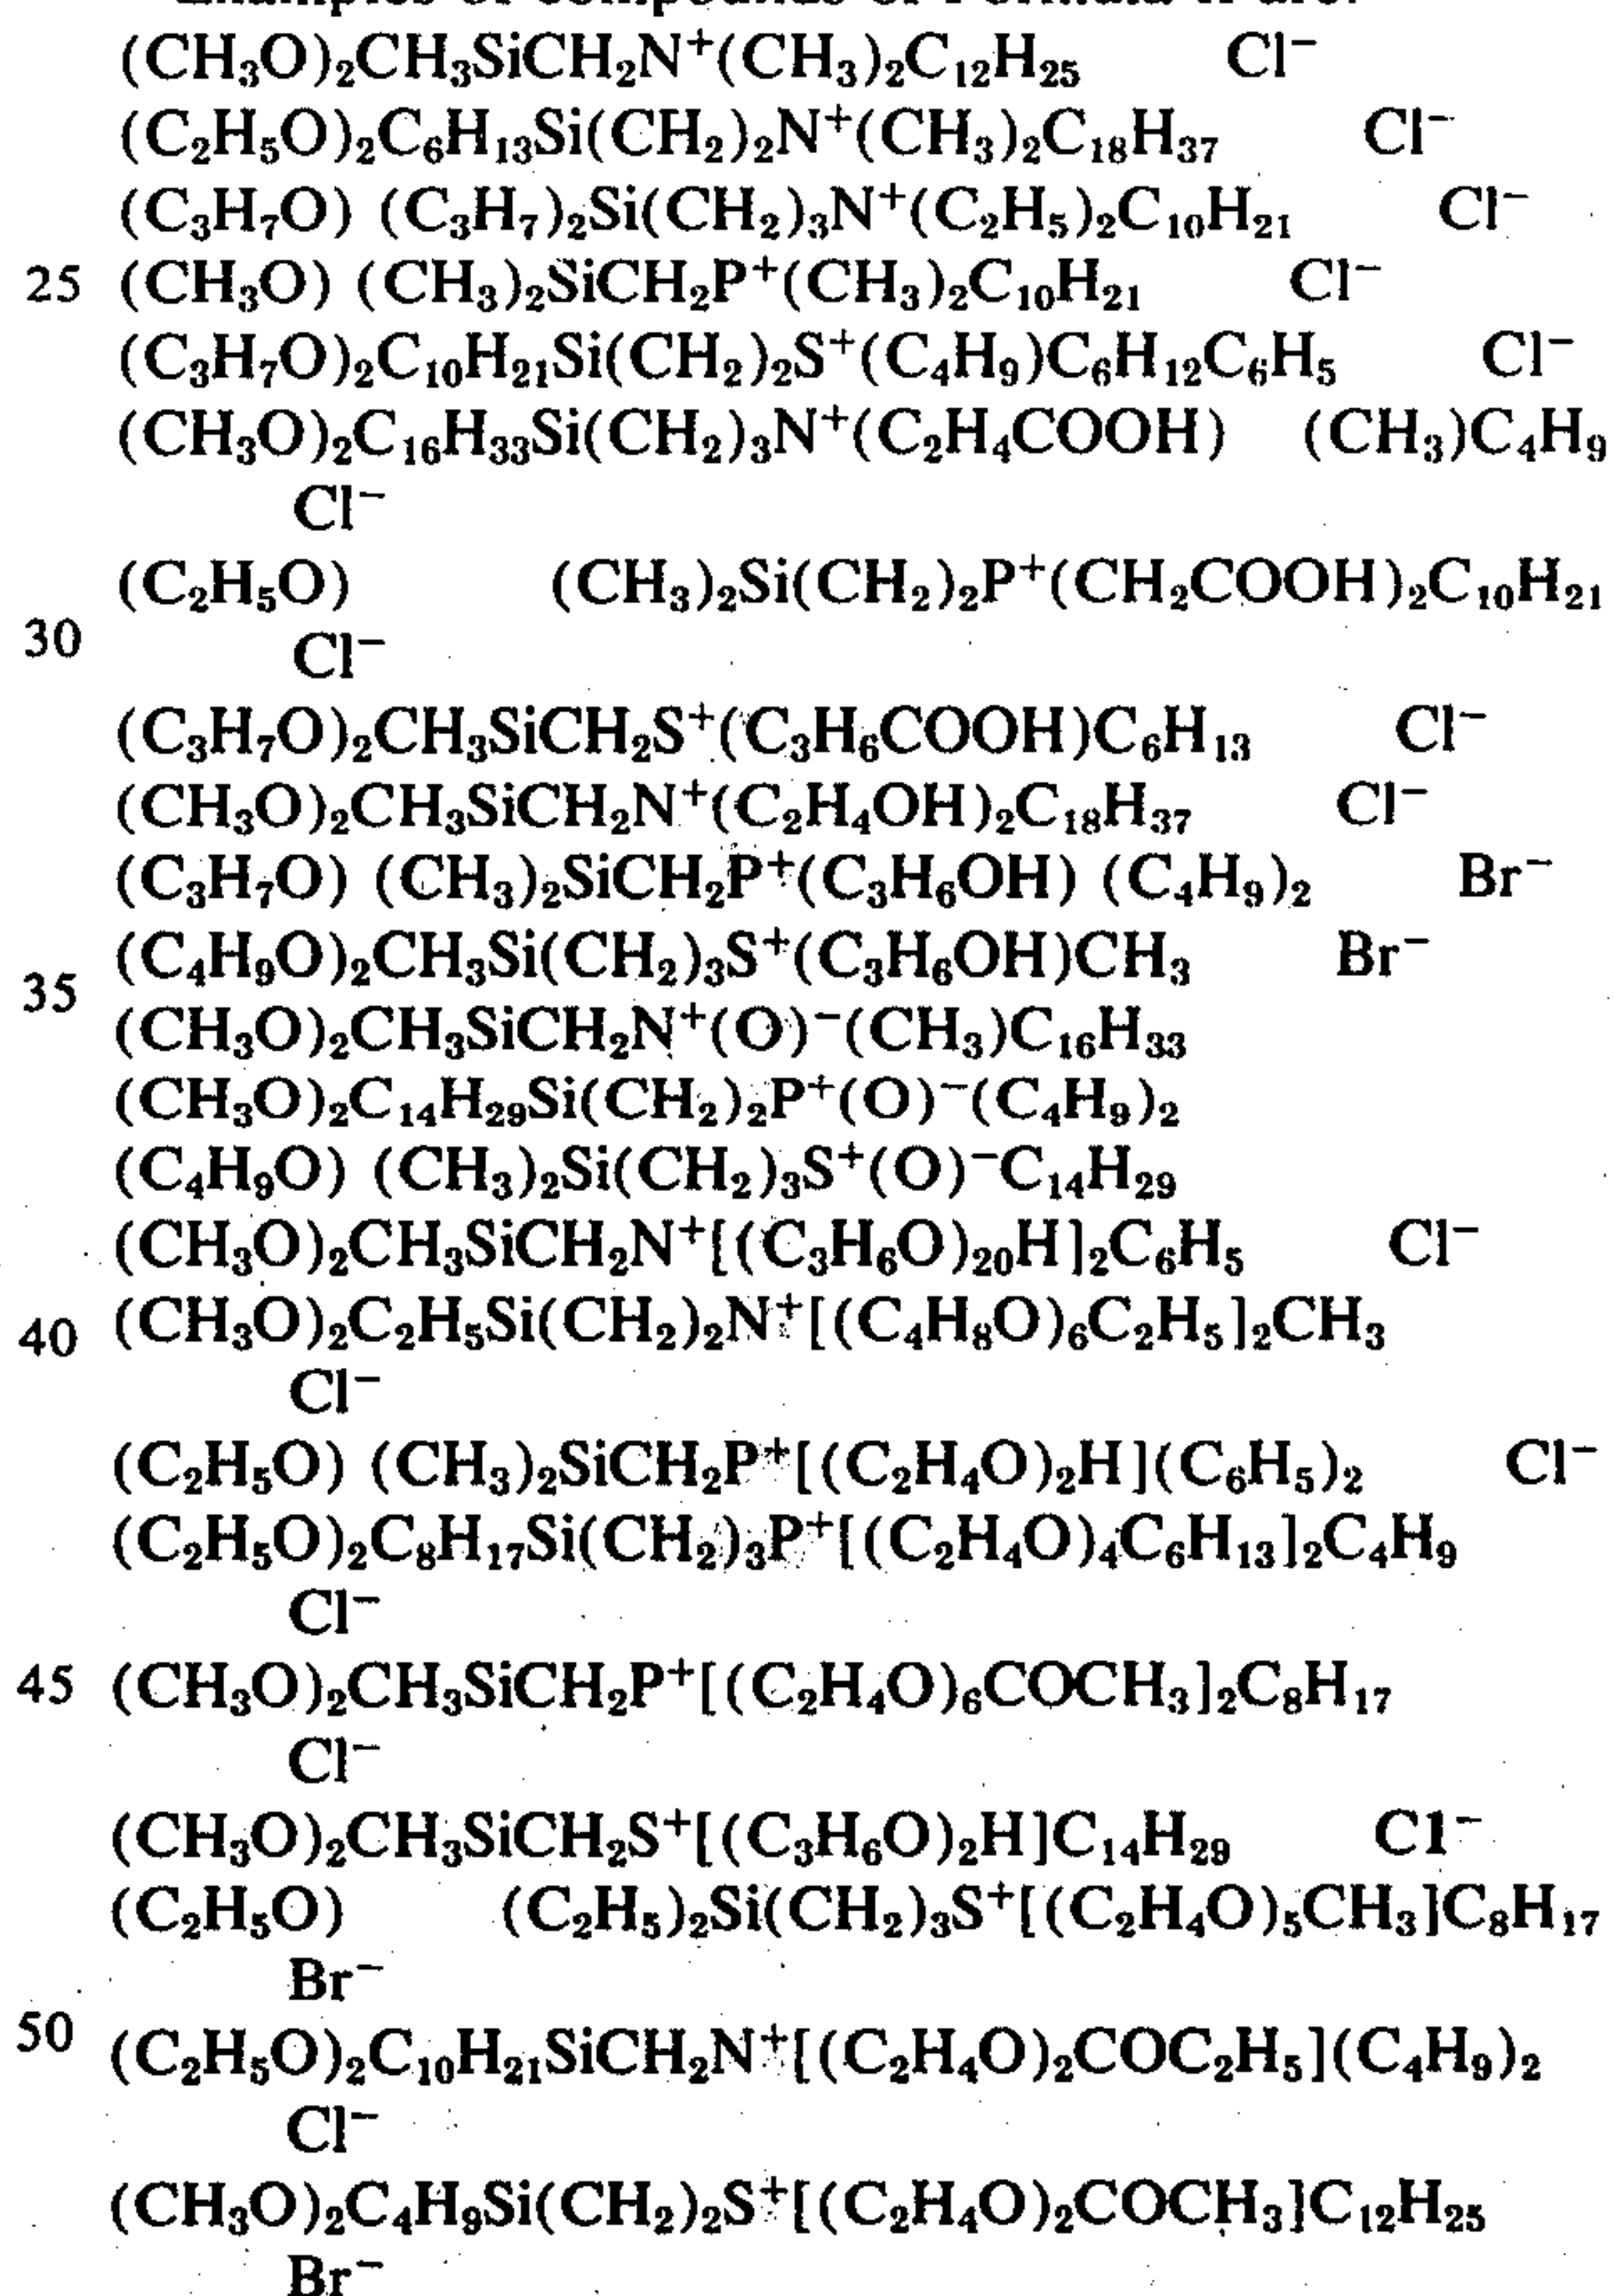 Examples of compounds of Formula II are:
(CH₃O)₂CH₃SiCH₂N⁺(CH₃)₂C₁₂H₂₅ Cl⁻
(C₂H₅O)₂C₆H₁₃Si(CH₂)₂N⁺(CH₃)₂C₁₈H₃₇ Cl⁻
(C₃H₇O) (C₃H₇)₂Si(CH₂)₃N⁺(C₂H₅)₂C₁₀H₂₁ Cl⁻
25 (CH₃O) (CH₃)₂SiCH₂P⁺(CH₃)₂C₁₀H₂₁ Cl⁻
(C₃H₇O)₂C₁₀H₂₁Si(CH₂)₂S⁺(C₄H₉)C₆H₁₂C₆H₅ Cl⁻
(CH₃O)₂C₁₆H₃₃Si(CH₂)₃N⁺(C₂H₄COOH) (CH₃)C₄H₉
Cl⁻
(C₂H₅O) (CH₃)₂Si(CH₂)₂P⁺(CH₂COOH)₂C₁₀H₂₁
30 Cl⁻
(C₃H₇O)₂CH₃SiCH₂S⁺(C₃H₆COOH)C₆H₁₃ Cl⁻
(CH₃O)₂CH₃SiCH₂N⁺(C₂H₄OH)₂C₁₈H₃₇ Cl⁻
(C₃H₇O) (CH₃)₂SiCH₂P⁺(C₃H₆OH) (C₄H₉)₂ Br⁻
35 (C₄H₉O)₂CH₃Si(CH₂)₃S⁺(C₃H₆OH)CH₃ Br⁻
(CH₃O)₂CH₃SiCH₂N⁺(O)⁻(CH₃)C₁₆H₃₃
(CH₃O)₂C₁₄H₂₉Si(CH₂)₂P⁺(O)⁻(C₄H₉)₂
(C₄H₉O) (CH₃)₂Si(CH₂)₃S⁺(O)⁻C₁₄H₂₉
(CH₃O)₂CH₃SiCH₂N⁺[(C₃H₆O)₂₀H]₂C₆H₅ Cl⁻
40 (CH₃O)₂C₂H₅Si(CH₂)₂N⁺[(C₄H₈O)₆C₂H₅]₂CH₃
Cl⁻
(C₂H₅O) (CH₃)₂SiCH₂P⁺[(C₂H₄O)₂H](C₆H₅)₂ Cl⁻
(C₂H₅O)₂C₈H₁₇Si(CH₂)₃P⁺[(C₂H₄O)₄C₆H₁₃]₂C₄H₉
Cl⁻
45 (CH₃O)₂CH₃SiCH₂P⁺[(C₂H₄O)₆COCH₃]₂C₈H₁₇
Cl⁻
(CH₃O)₂CH₃SiCH₂S⁺[(C₃H₆O)₂H]C₁₄H₂₉ C1⁻
(C₂H₅O) (C₂H₅)₂Si(CH₂)₃S⁺[(C₂H₄O)₅CH₃]C₈H₁₇
Br⁻
50 (C₂H₅O)₂C₁₀H₂₁SiCH₂N⁺[(C₂H₄O)₂COC₂H₅](C₄H₉)₂
Cl⁻
(CH₃O)₂C₄H₉Si(CH₂)₂S⁺[(C₂H₄O)₂COCH₃]C₁₂H₂₅
Br⁻